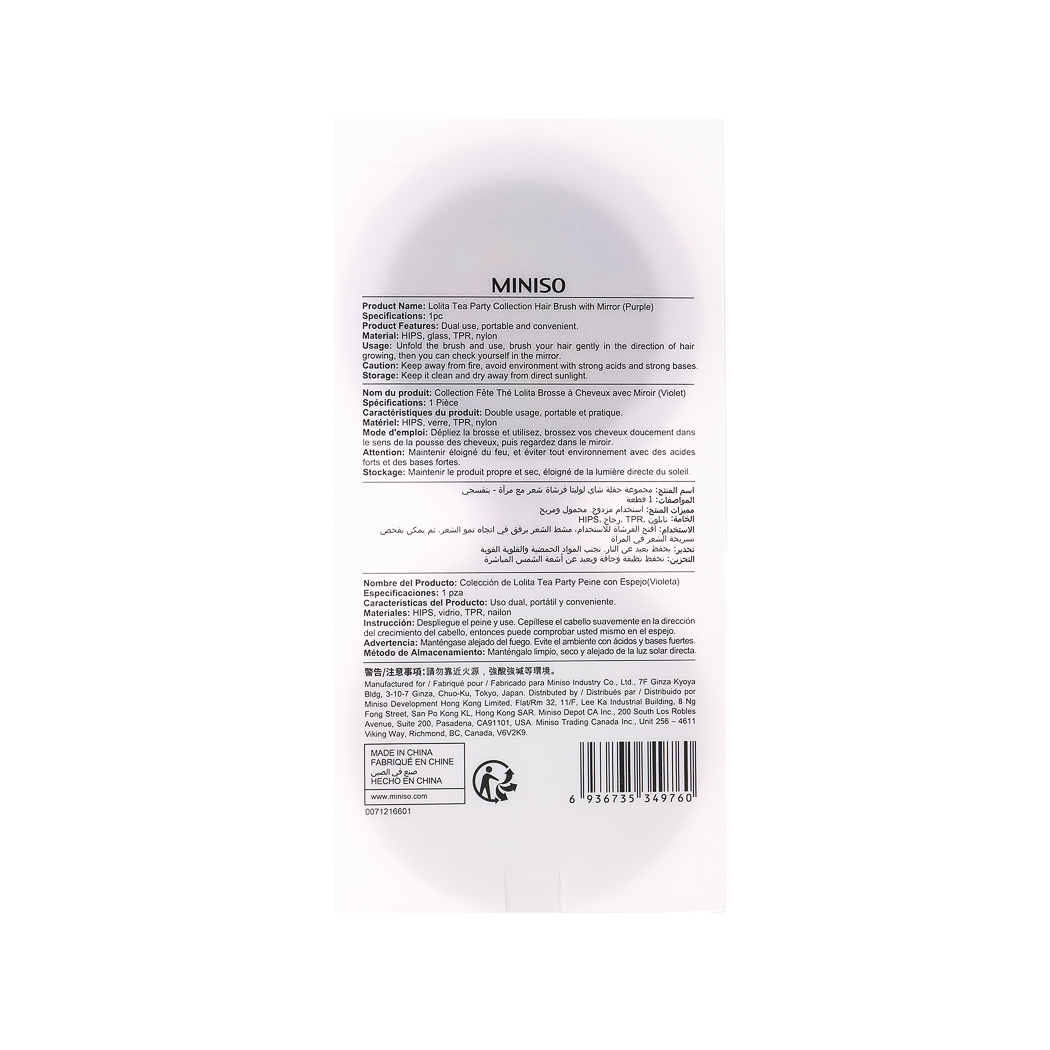 MINISO
Product Name: Lolita Tea Party Collection Hair Brush with Mirror (Purple)
Specifications: 1pc
Product Features: Dual use, portable and convenient.
Material: HIPS, glass, TPR, nylon
Usage: Unfold the brush and use, brush your hair gently in the direction of hair
growing, then you can check yourself in the mirror.
Caution: Keep away from fire, avoid environment with strong acids and strong bases.
Storage: Keep it clean and dry away from direct sunlight.
Nom du produit: Collection Fête Thé Lolita Brosse à Cheveux avec Miroir (Violet)
Spécifications: 1 Pièce
Caractéristiques du produit: Double usage, portable et pratique.
Matériel: HIPS, verre, TPR, nylon
Mode d'emploi: Dépliez la brosse et utilisez, brossez vos cheveux doucement dans
le sens de la pousse des cheveux, puis regardez dans le miroir.
Attention: Maintenir éloigné du feu, et éviter tout environnement avec des acides
forts et des bases fortes.
Stockage: Maintenir le produit propre et sec, éloigné de la lumière directe du soleil.
اسم المنتج: مجموعة حفلة شاي لوليتا فرشاة شعر مع مرآة - بنفسجي
المواصفات: 1 قطعة
مميزات المنتج: استخدام مزدوج, محمول ومريح
الخامة: نايلون، TPR، زجاج، HIPS
الاستخدام: افتح الفرشاة للاستخدام، مشط الشعر برفق في اتجاه نمو الشعر، ثم يمكن تفحص
تسريحة الشعر في المرآة
تحذير: يحفظ بعيد عن النار, تجنب المواد الحمضية والقلوية القوية
التخزين: تحفظ نظيفة وجافة وبعيد عن أشعة الشمس المباشرة
Nombre del Producto: Colección de Lolita Tea Party Peine con Espejo(Violeta)
Especificaciones: 1 pza
Características del Producto: Uso dual, portátil y conveniente.
Materiales: HIPS, vidrio, TPR, nailon
Instrucción: Despliegue el peine y use. Cepíllese el cabello suavemente en la dirección
del crecimiento del cabello, entonces puede comprobar usted mismo en el espejo.
Advertencia: Manténgase alejado del fuego. Evite el ambiente con ácidos y bases fuertes.
Método de Almacenamiento: Manténgalo limpio, seco y alejado de la luz solar directa.
警告/注意事項:請勿靠近火源，強酸強堿等環境。
Manufactured for / Fabriqué pour / Fabricado para Miniso Industry Co., Ltd., 7F Ginza Kyoya
Bldg, 3-10-7 Ginza, Chuo-Ku, Tokyo, Japan. Distributed by / Distribués par / Distribuido por
Miniso Development Hong Kong Limited, Flat/Rm 32, 11/F, Lee Ka Industrial Building, 8 Ng
Fong Street, San Po Kong KL, Hong Kong SAR. Miniso Depot CA Inc., 200 South Los Robles
Avenue, Suite 200, Pasadena, CA91101, USA. Miniso Trading Canada Inc., Unit 256 – 4611
Viking Way, Richmond, BC, Canada, V6V2K9.
MADE IN CHINA
FABRIQUÉ EN CHINE
صنع في الصين
HECHO EN CHINA
www.miniso.com
0071216601
6 936735 349760